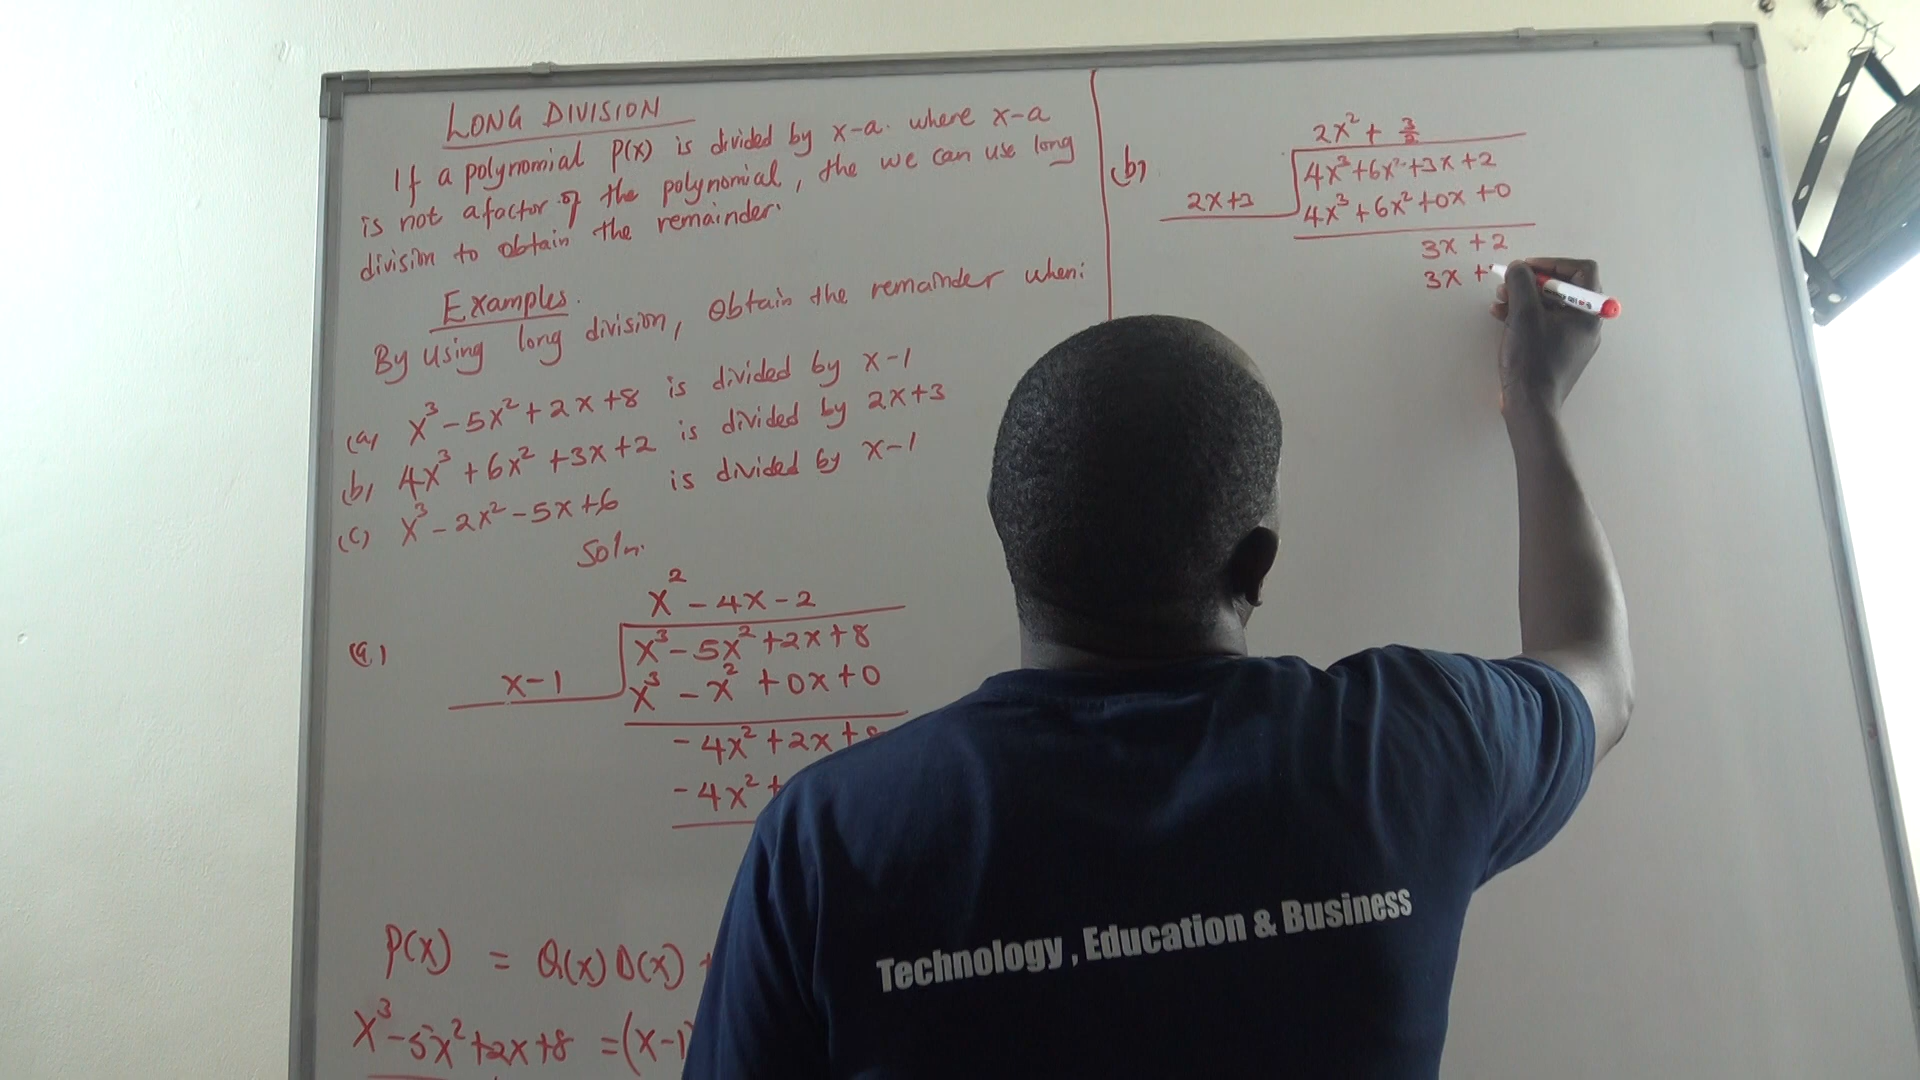 LONG DIVISION
If a polynomial P(x) is divided by x-a. where x-a
is not a factor of the polynomial, the we can use long
division to obtain the remainder.
Examples.
By using long division, Obtain the remainder when:
(a) x³ - 5x² + 2x + 8 is divided by x-1
(b) 4x³ + 6x² + 3x + 2 is divided by 2x+3
(c) x³ - 2x² - 5x + 6 is divided by x-1
Soln.
(a)
x² - 4x - 2
x³ - 5x² + 2x + 8
x-1
x³ - x² + 0x + 0
- 4x² + 2x +
- 4x² +
P(x) = Q(x) D(x) +
x³ - 5x² + 2x + 8 = (x-1)
(b)
2x² + 3/2
4x³ + 6x² + 3x + 2
2x+3
4x³ + 6x² + 0x + 0
3x + 2
3x +
Technology , Education & Business